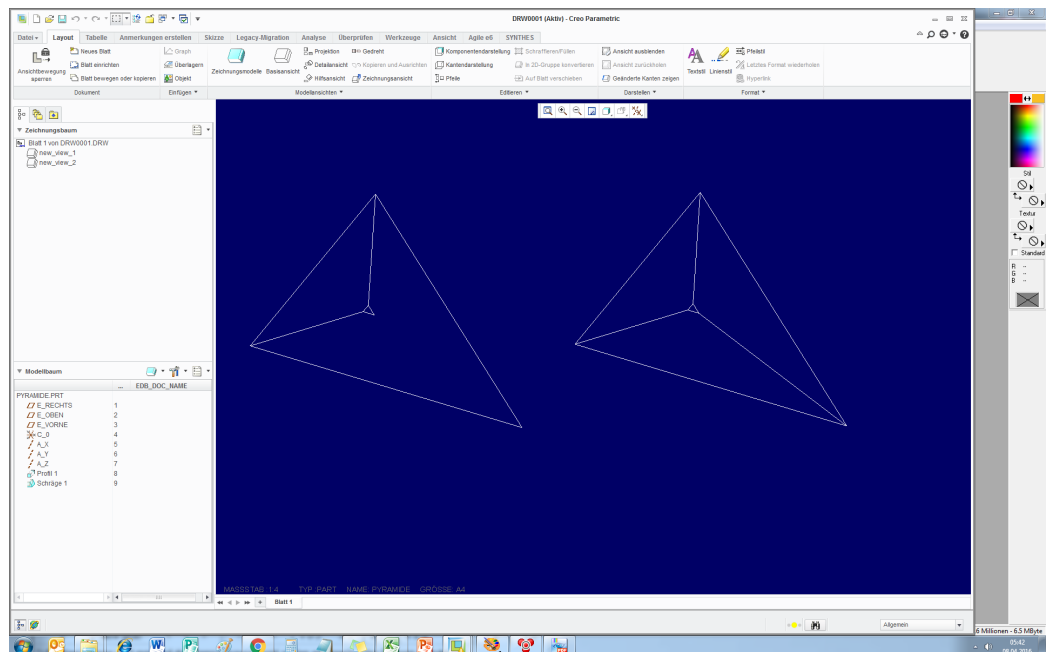 DRW0001 (Aktiv) - Creo Parametric
Datei Layout Tabelle Anmerkungen erstellen Skizze Legacy-Migration Analyse Überprüfen Werkzeuge Ansicht Agile e6 SYNTHES
Ansichtbewegung sperren
Neues Blatt
Blatt einrichten
Blatt bewegen oder kopieren
Graph
Überlagern
Objekt
Zeichnungsmodelle Basisansicht
Projektion Gedreht
Detailansicht Kopieren und Ausrichten
Hilfsansicht Zeichnungsansicht
Komponentendarstellung Schraffieren/Füllen
Kantendarstellung In 2D-Gruppe konvertieren
Pfeile Auf Blatt verschieben
Ansicht ausblenden
Ansicht zurückholen
Geänderte Kanten zeigen
Textstil Linienstil
Pfeilstil
Letztes Format wiederholen
Hyperlink
Dokument Einfügen Modellansichten Editieren Darstellen Format
Zeichnungsbaum
Blatt 1 von DRW0001.DRW
new_view_1
new_view_2
Modellbaum
... EDB_DOC_NAME
PYRAMIDE.PRT
E_RECHTS 1
E_OBEN 2
E_VORNE 3
C_0 4
A_X 5
A_Y 6
A_Z 7
Profil 1 8
Schräge 1 9
MASSSTAB 1:4 TYP PART NAME PYRAMIDE GRÖSSE A4
Blatt 1
Allgemein
Stil
Textur
Standard
R --
G --
B --
6 Millionen - 6.5 MByte
05:42
08.04.2016